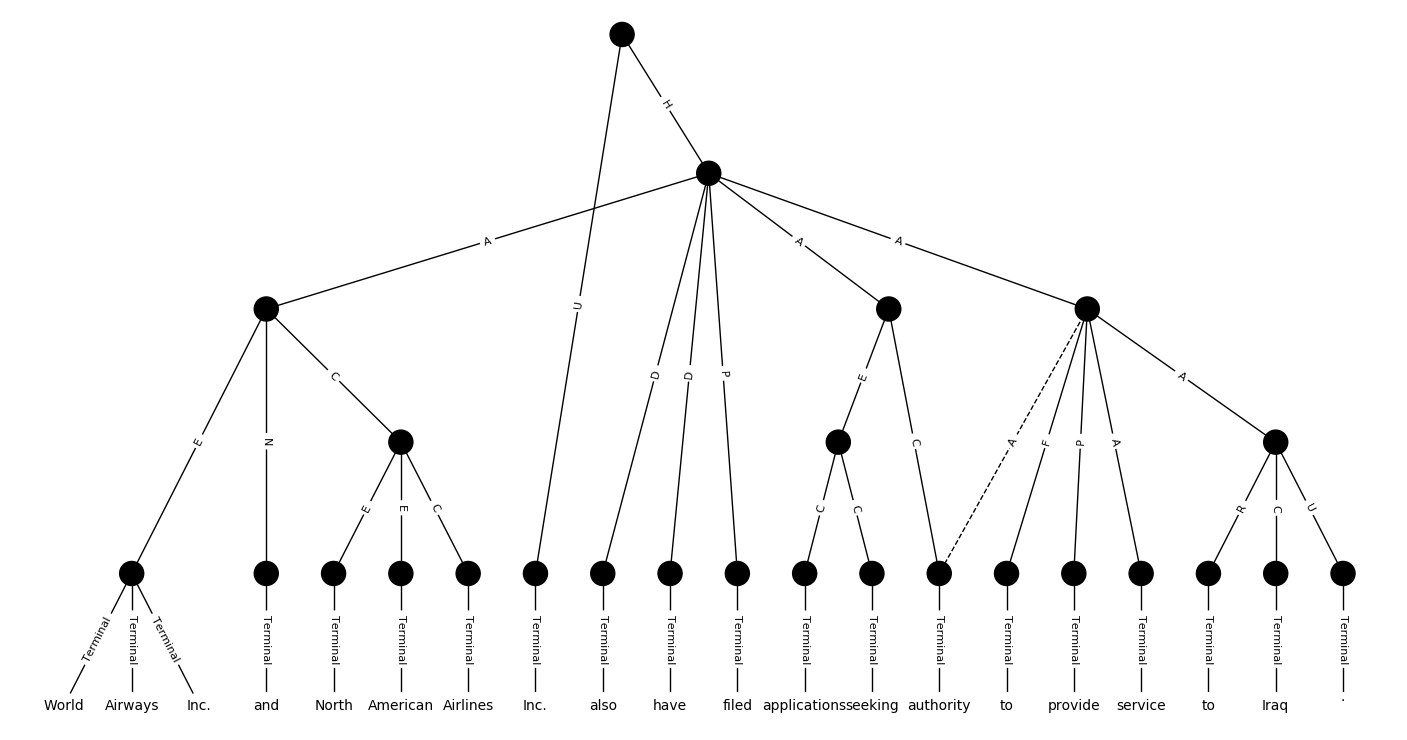 H
A
A
A
U
D
D
P
E
N
C
E
C
A
F
P
A
A
E
E
C
C
C
R
C
U
Terminal Terminal Terminal Terminal Terminal Terminal Terminal Terminal Terminal Terminal Terminal Terminal Terminal Terminal Terminal Terminal Terminal Terminal Terminal Terminal
World Airways Inc. and North American Airlines Inc. also have filed applications seeking authority to provide service to Iraq .